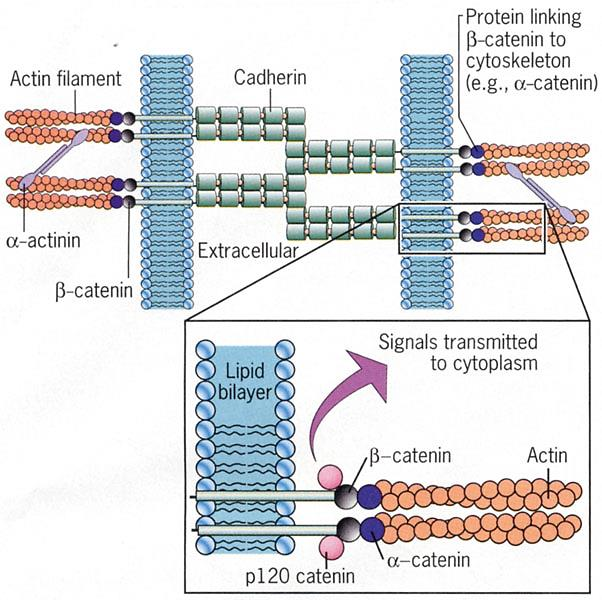 Protein linking
β-catenin to
cytoskeleton
(e.g., α-catenin)
Actin filament
Cadherin
α-actinin
Extracellular
β-catenin
Signals transmitted
to cytoplasm
Lipid
bilayer
β-catenin
Actin
α-catenin
p120 catenin